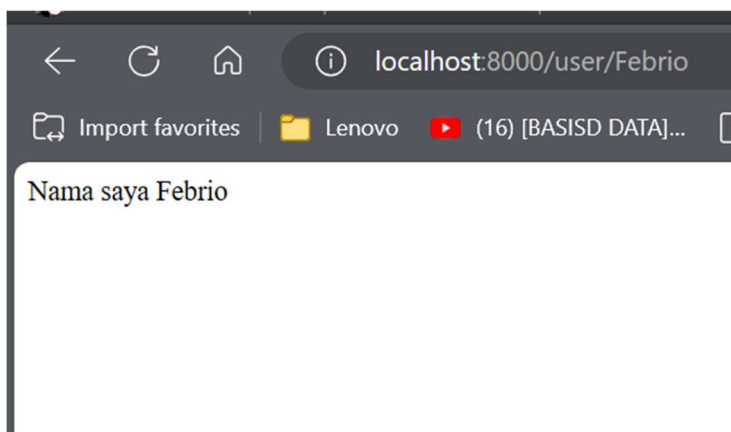 localhost:8000/user/Febrio
Import favorites Lenovo (16) [BASISD DATA]...
Nama saya Febrio